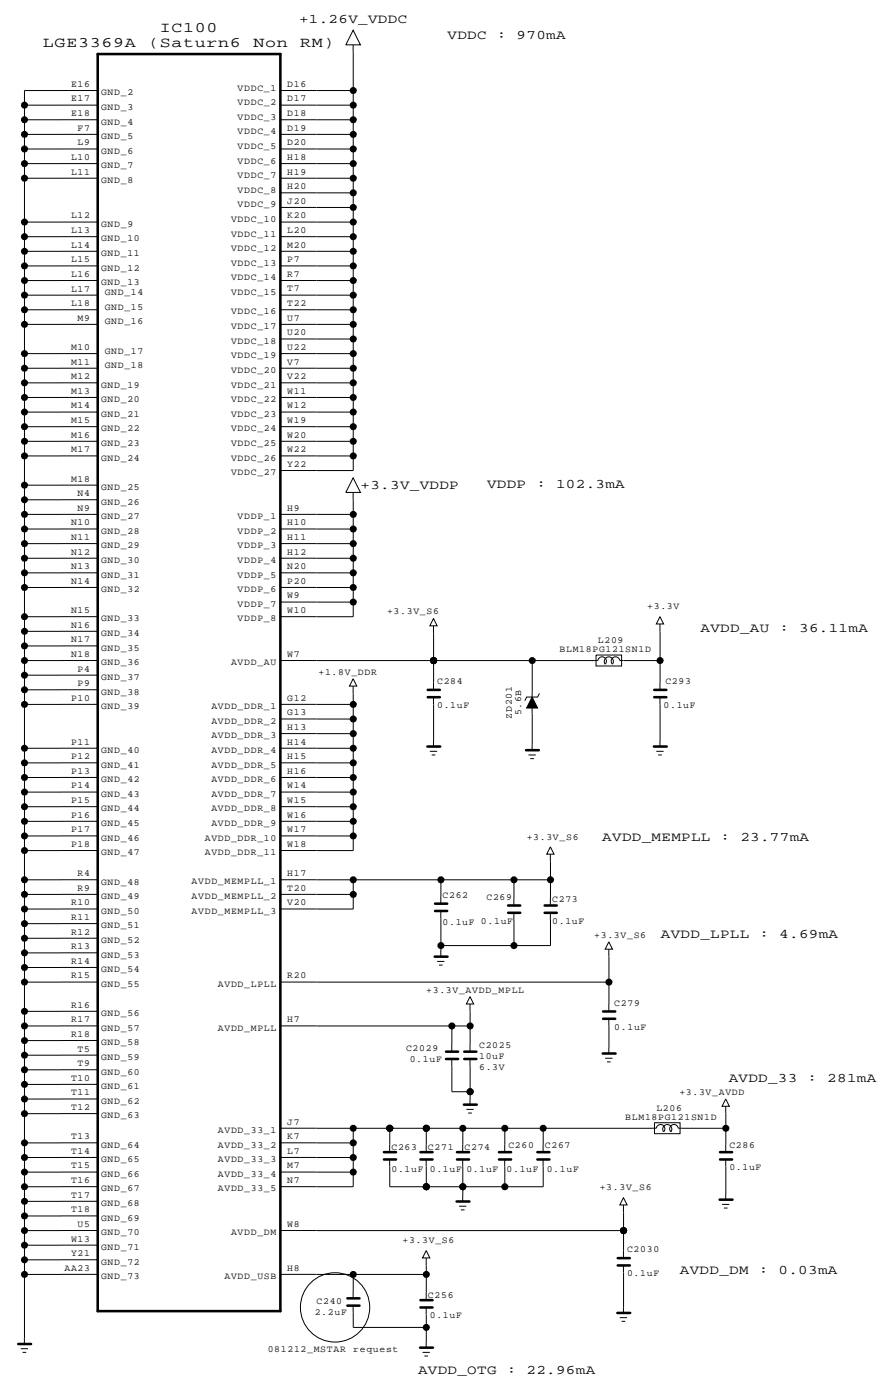 IC100
LGE3369A (Saturn6 Non RM)
+1.26V_VDDC
VDDC : 970mA
E16 GND_2
E17 GND_3
E18 GND_4
F7 GND_5
L9 GND_6
L10 GND_7
L11 GND_8
L12 GND_9
L13 GND_10
L14 GND_11
L15 GND_12
L16 GND_13
L17 GND_14
L18 GND_15
M9 GND_16
M10 GND_17
M11 GND_18
M12 GND_19
M13 GND_20
M14 GND_21
M15 GND_22
M16 GND_23
M17 GND_24
M18 GND_25
N4 GND_26
N9 GND_27
N10 GND_28
N11 GND_29
N12 GND_30
N13 GND_31
N14 GND_32
N15 GND_33
N16 GND_34
N17 GND_35
N18 GND_36
P4 GND_37
P9 GND_38
P10 GND_39
P11 GND_40
P12 GND_41
P13 GND_42
P14 GND_43
P15 GND_44
P16 GND_45
P17 GND_46
P18 GND_47
R4 GND_48
R9 GND_49
R10 GND_50
R11 GND_51
R12 GND_52
R13 GND_53
R14 GND_54
R15 GND_55
R16 GND_56
R17 GND_57
R18 GND_58
T5 GND_59
T9 GND_60
T10 GND_61
T11 GND_62
T12 GND_63
T13 GND_64
T14 GND_65
T15 GND_66
T16 GND_67
T17 GND_68
T18 GND_69
U5 GND_70
W13 GND_71
Y21 GND_72
AA23 GND_73
VDDC_1 D16
VDDC_2 D17
VDDC_3 D18
VDDC_4 D19
VDDC_5 D20
VDDC_6 H18
VDDC_7 H19
VDDC_8 H20
VDDC_9 J20
VDDC_10 K20
VDDC_11 L20
VDDC_12 M20
VDDC_13 P7
VDDC_14 R7
VDDC_15 T7
VDDC_16 T22
VDDC_17 U7
VDDC_18 U20
VDDC_19 U22
VDDC_20 V7
VDDC_21 V22
VDDC_22 W11
VDDC_23 W12
VDDC_24 W19
VDDC_25 W20
VDDC_26 W22
VDDC_27 Y22
+3.3V_VDDP
VDDP : 102.3mA
VDDP_1 H9
VDDP_2 H10
VDDP_3 H11
VDDP_4 H12
VDDP_5 N20
VDDP_6 P20
VDDP_7 W9
VDDP_8 W10
+3.3V_S6
+3.3V
AVDD_AU : 36.11mA
L209
BLM18PG121SN1D
AVDD_AU W7
C284
0.1uF
ZD201
5.6B
C293
0.1uF
+1.8V_DDR
AVDD_DDR_1 G12
AVDD_DDR_2 G13
AVDD_DDR_3 H13
AVDD_DDR_4 H14
AVDD_DDR_5 H15
AVDD_DDR_6 H16
AVDD_DDR_7 W14
AVDD_DDR_8 W15
AVDD_DDR_9 W16
AVDD_DDR_10 W17
AVDD_DDR_11 W18
+3.3V_S6
AVDD_MEMPLL : 23.77mA
AVDD_MEMPLL_1 H17
AVDD_MEMPLL_2 T20
AVDD_MEMPLL_3 V20
C262
0.1uF
C269
0.1uF
C273
0.1uF
+3.3V_S6
AVDD_LPLL : 4.69mA
AVDD_LPLL R20
C279
0.1uF
+3.3V_AVDD_MPLL
AVDD_MPLL H7
C2029
0.1uF
C2025
10uF
6.3V
AVDD_33 : 281mA
+3.3V_AVDD
L206
BLM18PG121SN1D
AVDD_33_1 J7
AVDD_33_2 K7
AVDD_33_3 L7
AVDD_33_4 M7
AVDD_33_5 N7
C263
0.1uF
C271
0.1uF
C274
0.1uF
C260
0.1uF
C267
0.1uF
C286
0.1uF
+3.3V_S6
AVDD_DM W8
C2030
0.1uF
AVDD_DM : 0.03mA
+3.3V_S6
AVDD_USB H8
C240
2.2uF
C256
0.1uF
081212_MSTAR request
AVDD_OTG : 22.96mA